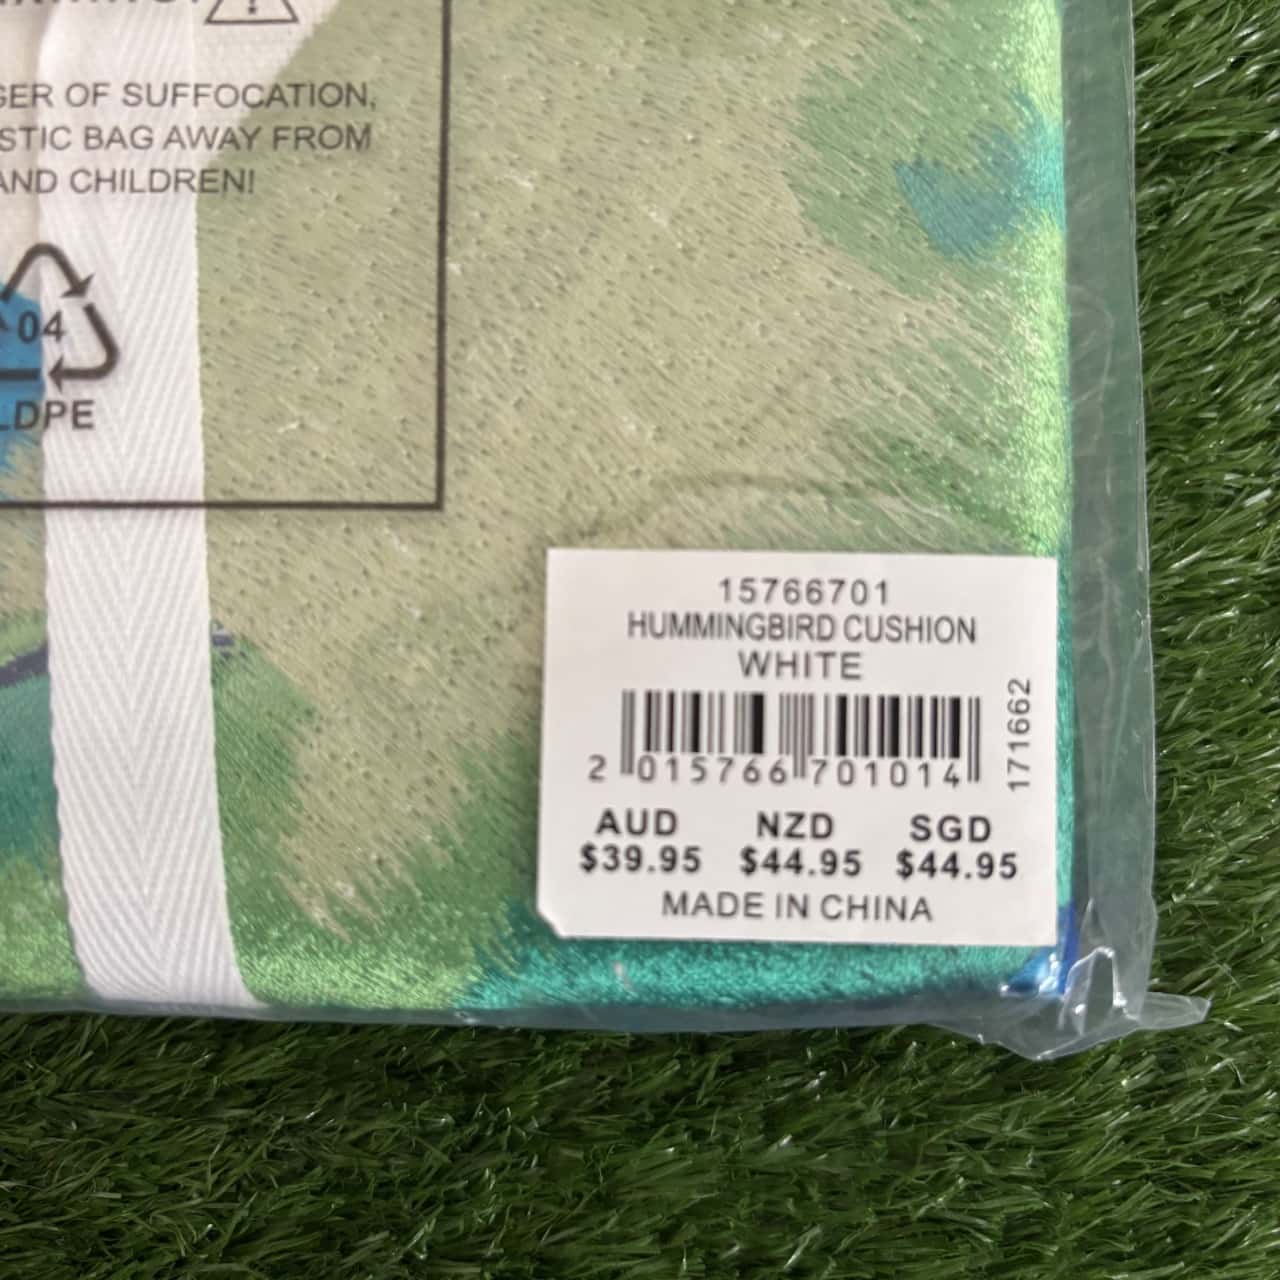 GER OF SUFFOCATION,
STIC BAG AWAY FROM
AND CHILDREN!
04
LDPE
15766701
HUMMINGBIRD CUSHION
WHITE
2 015766 701014
171662
AUD NZD SGD
$39.95 $44.95 $44.95
MADE IN CHINA